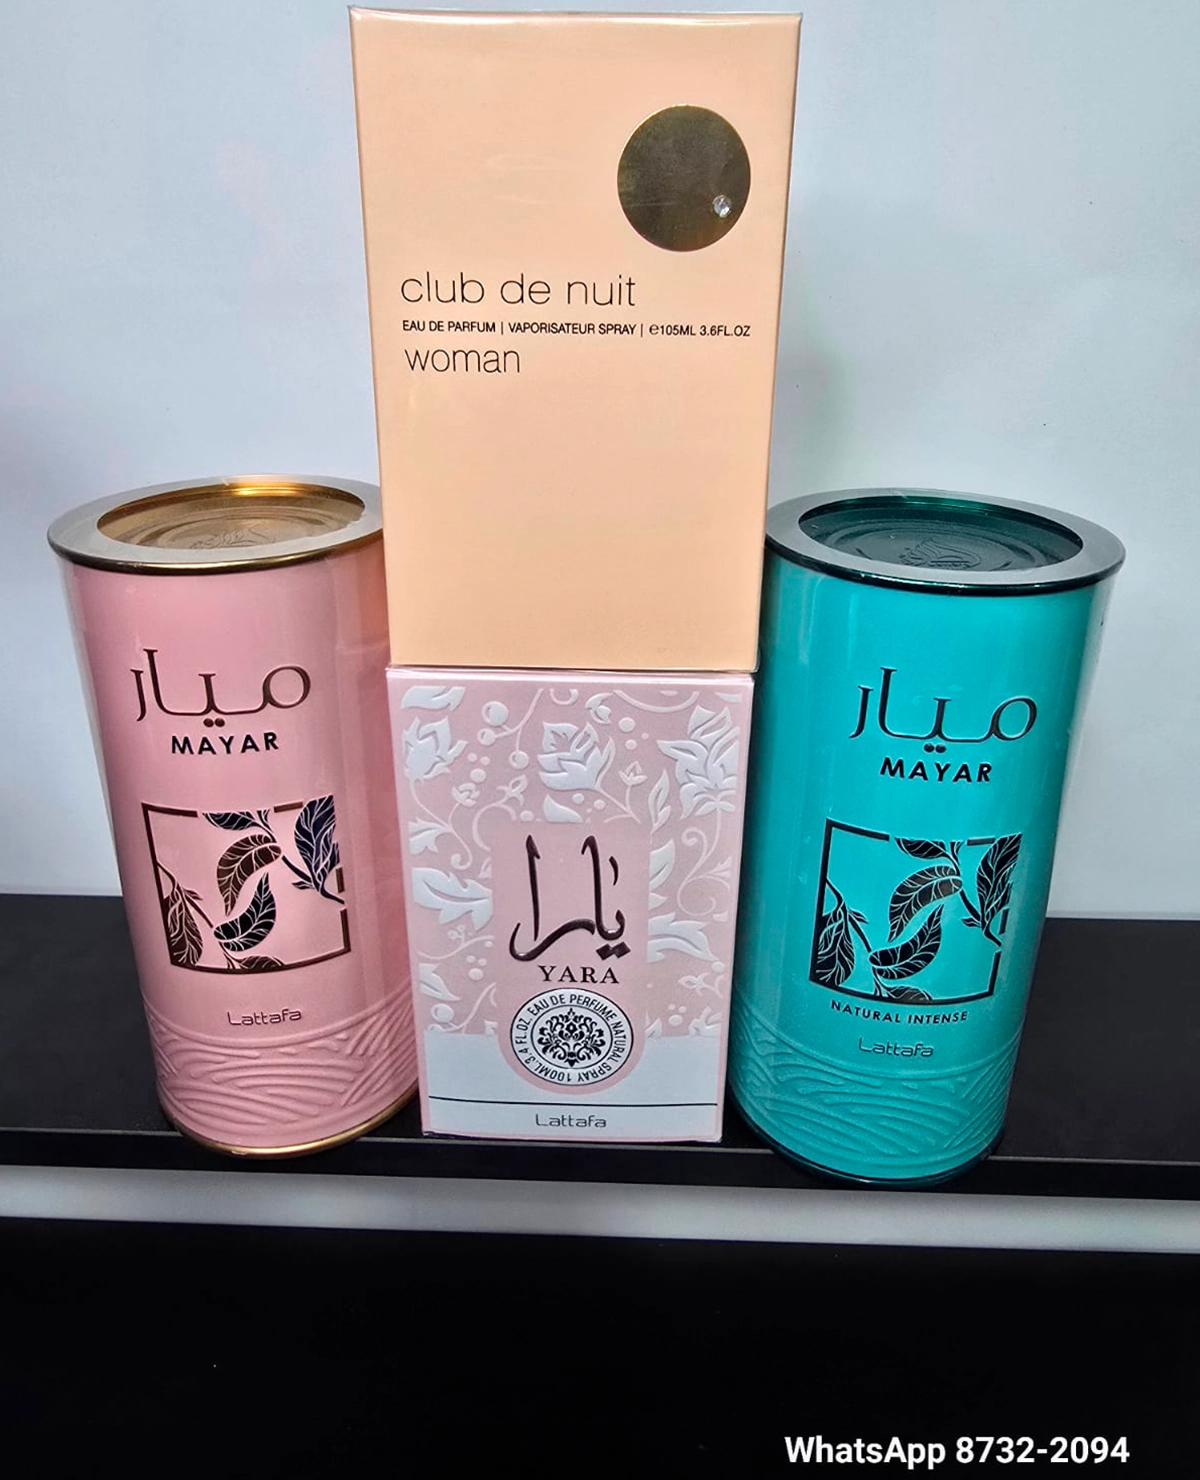 club de nuit
EAU DE PARFUM | VAPORISATEUR SPRAY | ℮105ML 3.6FL.OZ
woman
ميار
MAYAR
Lattafa
يارا
YARA
EAU DE PERFUME NATURAL SPRAY 100ML 3.4 FL.OZ.
Lattafa
ميار
MAYAR
NATURAL INTENSE
Lattafa
WhatsApp 8732-2094